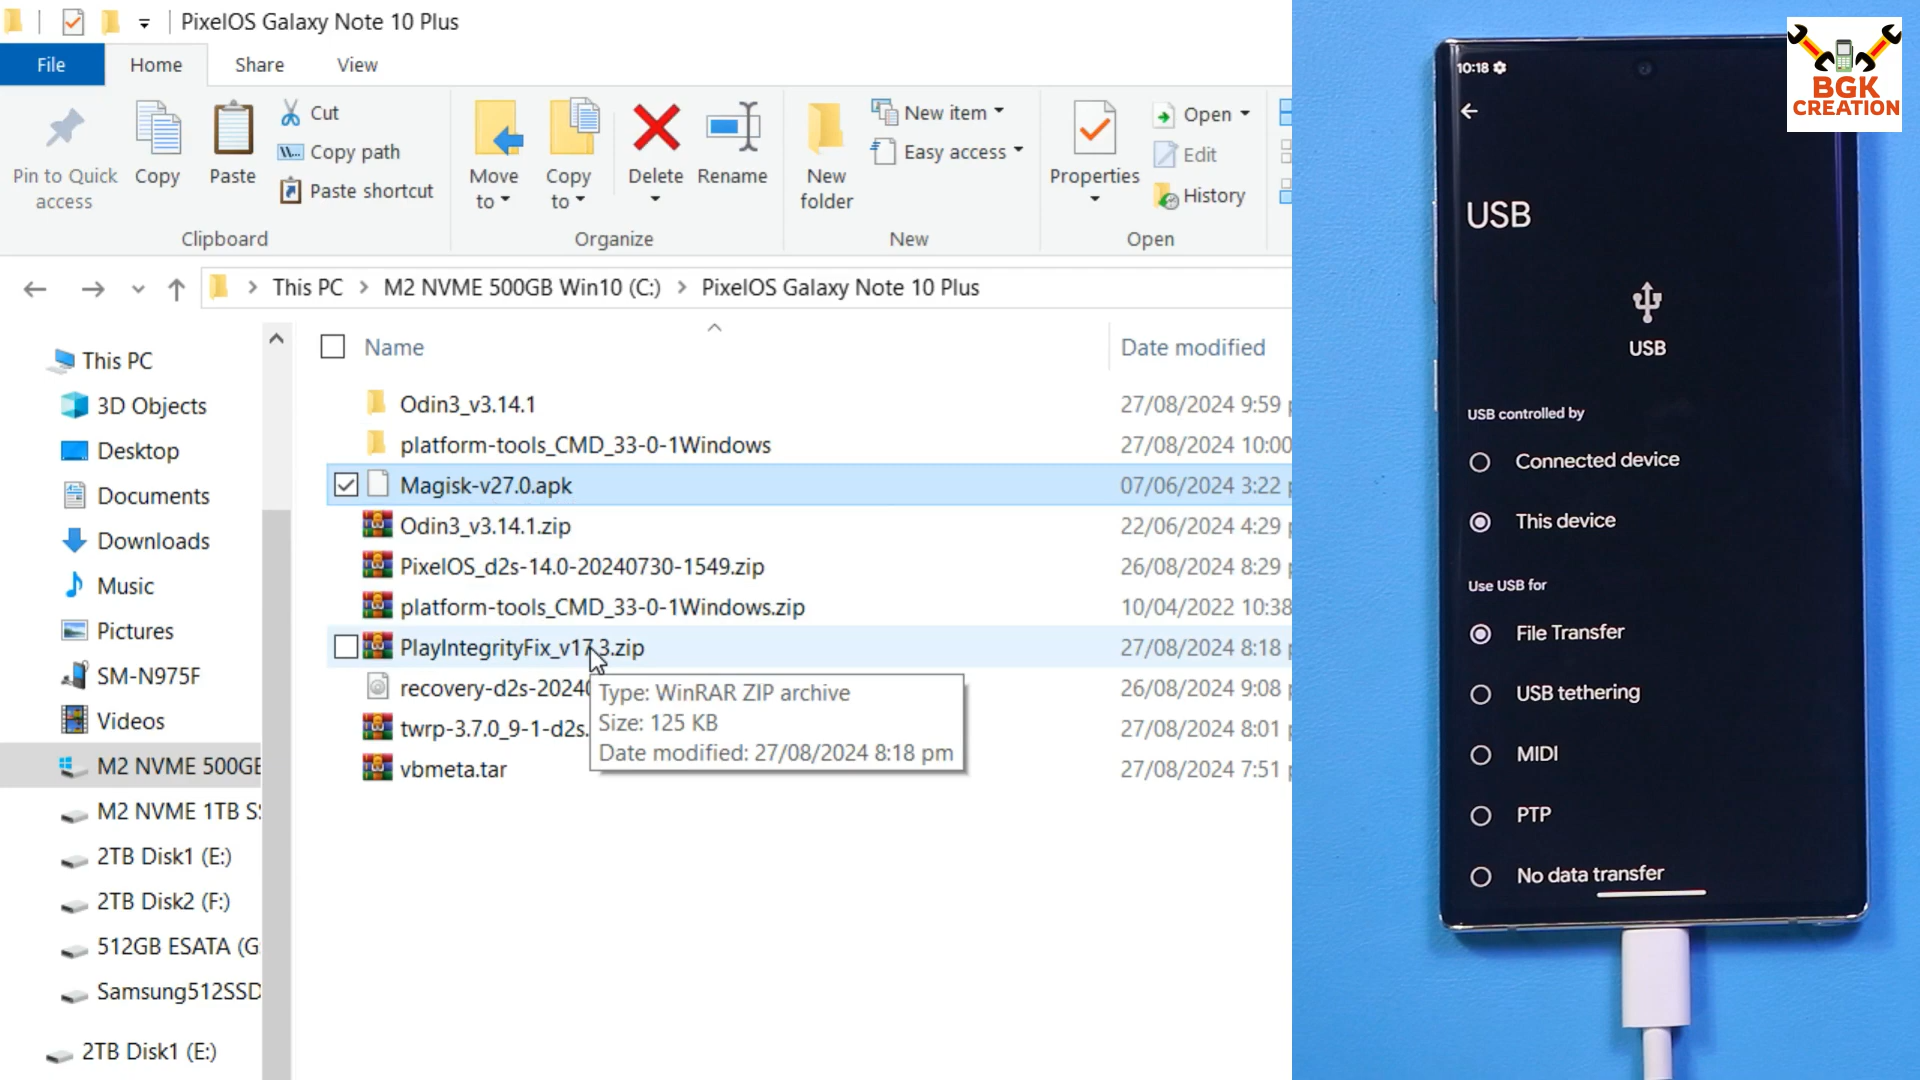 PixelOS Galaxy Note 10 Plus
File
Home
Share
View
Pin to Quick access
Copy
Paste
Cut
Copy path
Paste shortcut
Clipboard
Move to
Copy to
Delete
Rename
Organize
New folder
New item
Easy access
New
Properties
Open
Edit
History
Open
This PC
M2 NVME 500GB Win10 (C:)
PixelOS Galaxy Note 10 Plus
This PC
3D Objects
Desktop
Documents
Downloads
Music
Pictures
SM-N975F
Videos
M2 NVME 500GB
M2 NVME 1TB S
2TB Disk1 (E:)
2TB Disk2 (F:)
512GB ESATA (G
Samsung512SSD
2TB Disk1 (E:)
Name
Date modified
Odin3_v3.14.1
27/08/2024 9:59 p
platform-tools_CMD_33-0-1Windows
27/08/2024 10:00
Magisk-v27.0.apk
07/06/2024 3:22 p
Odin3_v3.14.1.zip
22/06/2024 4:29 p
PixelOS_d2s-14.0-20240730-1549.zip
26/08/2024 8:29 p
platform-tools_CMD_33-0-1Windows.zip
10/04/2022 10:38
PlayIntegrityFix_v17.3.zip
27/08/2024 8:18 p
recovery-d2s-20240
26/08/2024 9:08 p
twrp-3.7.0_9-1-d2s.
27/08/2024 8:01 p
vbmeta.tar
27/08/2024 7:51 p
Type: WinRAR ZIP archive
Size: 125 KB
Date modified: 27/08/2024 8:18 pm
10:18
USB
USB
USB controlled by
Connected device
This device
Use USB for
File Transfer
USB tethering
MIDI
PTP
No data transfer
BGK
CREATION